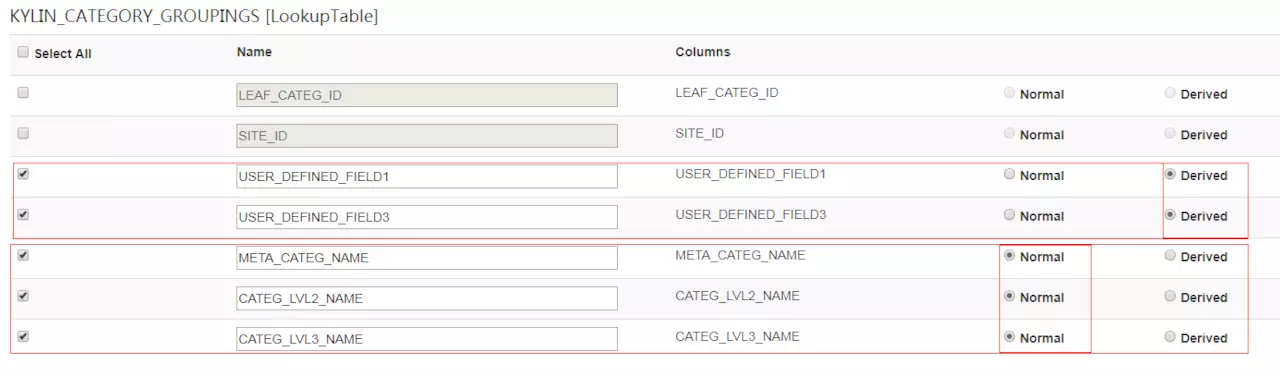 KYLIN_CATEGORY_GROUPINGS [LookupTable]
Select All Name Columns
LEAF_CATEG_ID LEAF_CATEG_ID Normal Derived
SITE_ID SITE_ID Normal Derived
USER_DEFINED_FIELD1 USER_DEFINED_FIELD1 Normal Derived
USER_DEFINED_FIELD3 USER_DEFINED_FIELD3 Normal Derived
META_CATEG_NAME META_CATEG_NAME Normal Derived
CATEG_LVL2_NAME CATEG_LVL2_NAME Normal Derived
CATEG_LVL3_NAME CATEG_LVL3_NAME Normal Derived